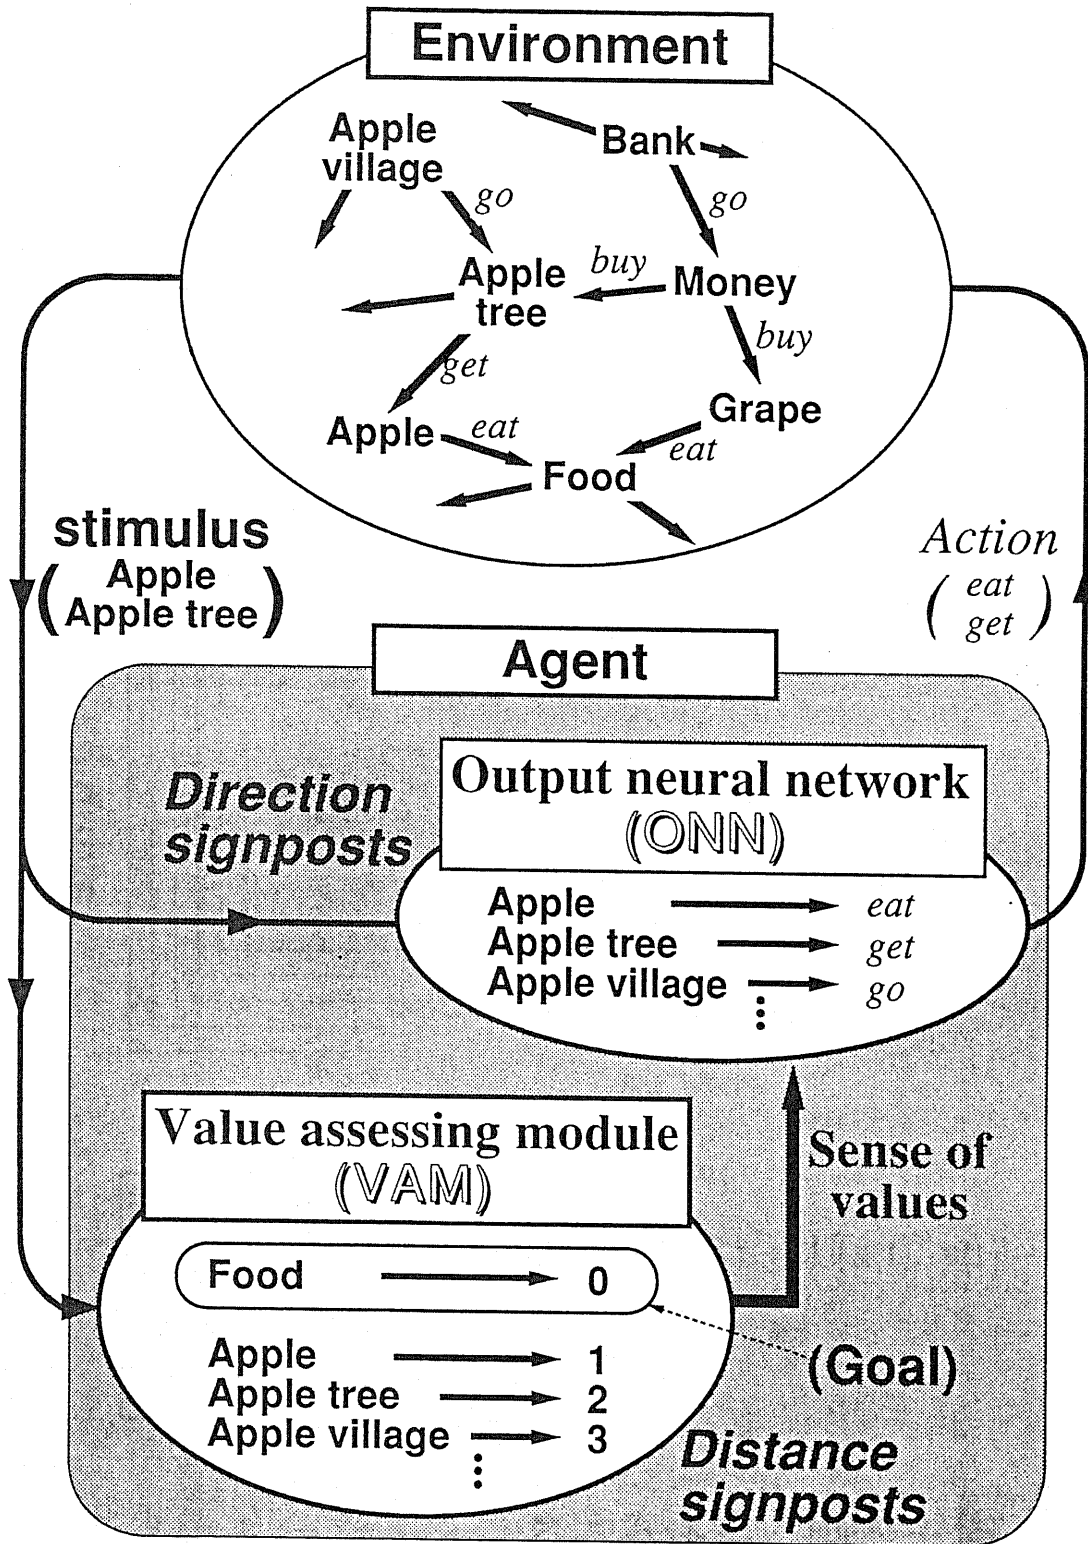 Environment
Apple
village
Bank
go
go
Apple
tree
buy
Money
buy
get
Grape
Apple
eat
eat
Food
stimulus
( Apple
Apple tree )
Action
( eat
get )
Agent
Output neural network
(ONN)
Direction
signposts
Apple → eat
Apple tree → get
Apple village → go
⋮
Value assessing module
(VAM)
Sense of
values
Food → 0
Apple → 1
Apple tree → 2
Apple village → 3
⋮
(Goal)
Distance
signposts